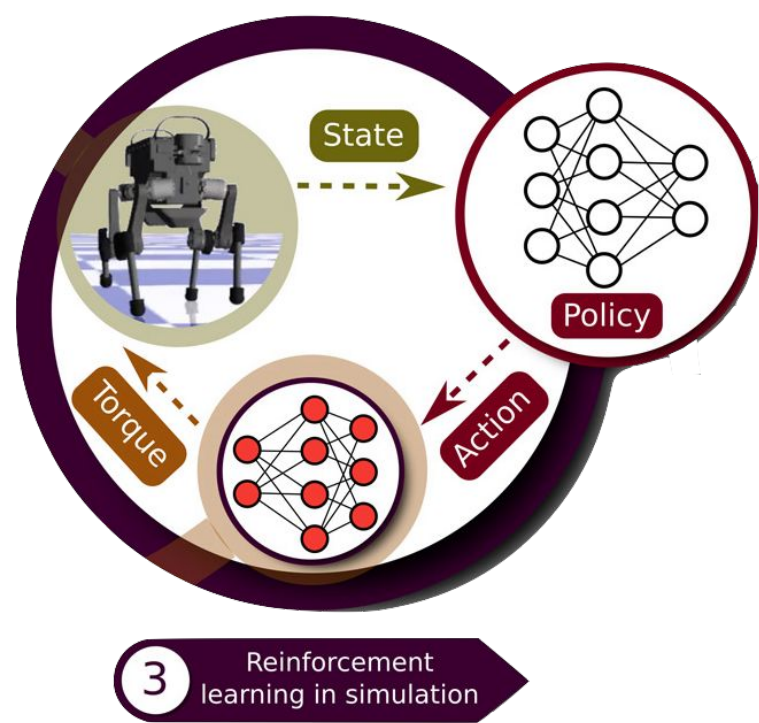 State
Policy
Action
Torque
3
Reinforcement
learning in simulation